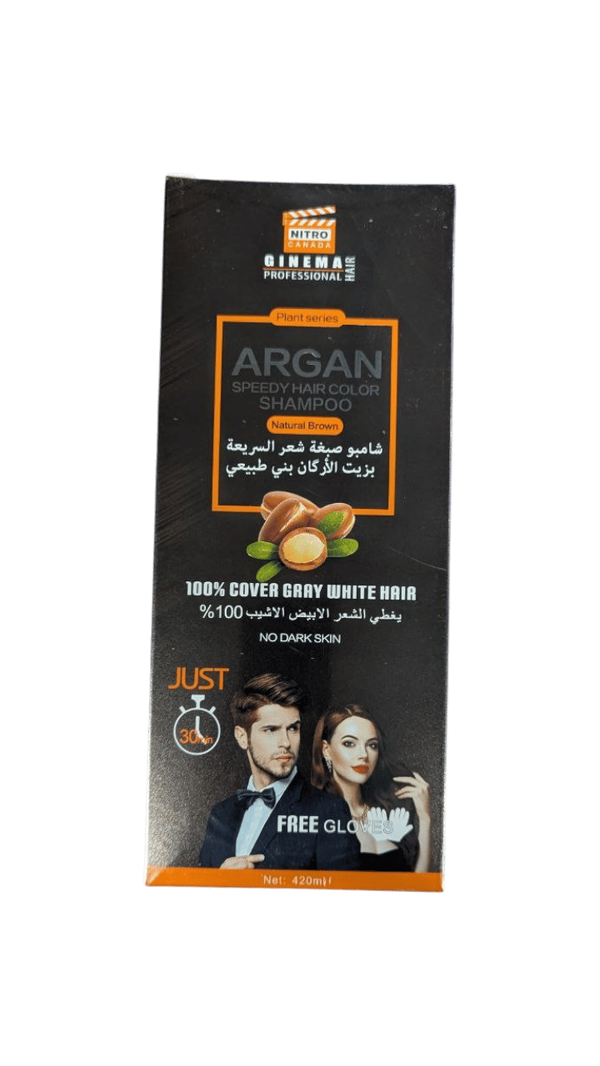 NITRO
CANADA
GINEMA
PROFESSIONAL
HAIR
Plant series
ARGAN
SPEEDY HAIR COLOR
SHAMPOO
Natural Brown
شامبو صبغة شعر السريعة
بزيت الأرگان بني طبيعي
100% COVER GRAY WHITE HAIR
يغطي الشعر الابيض الاشيب 100%
NO DARK SKIN
JUST
30min
FREE GLOVES
Net: 420ml